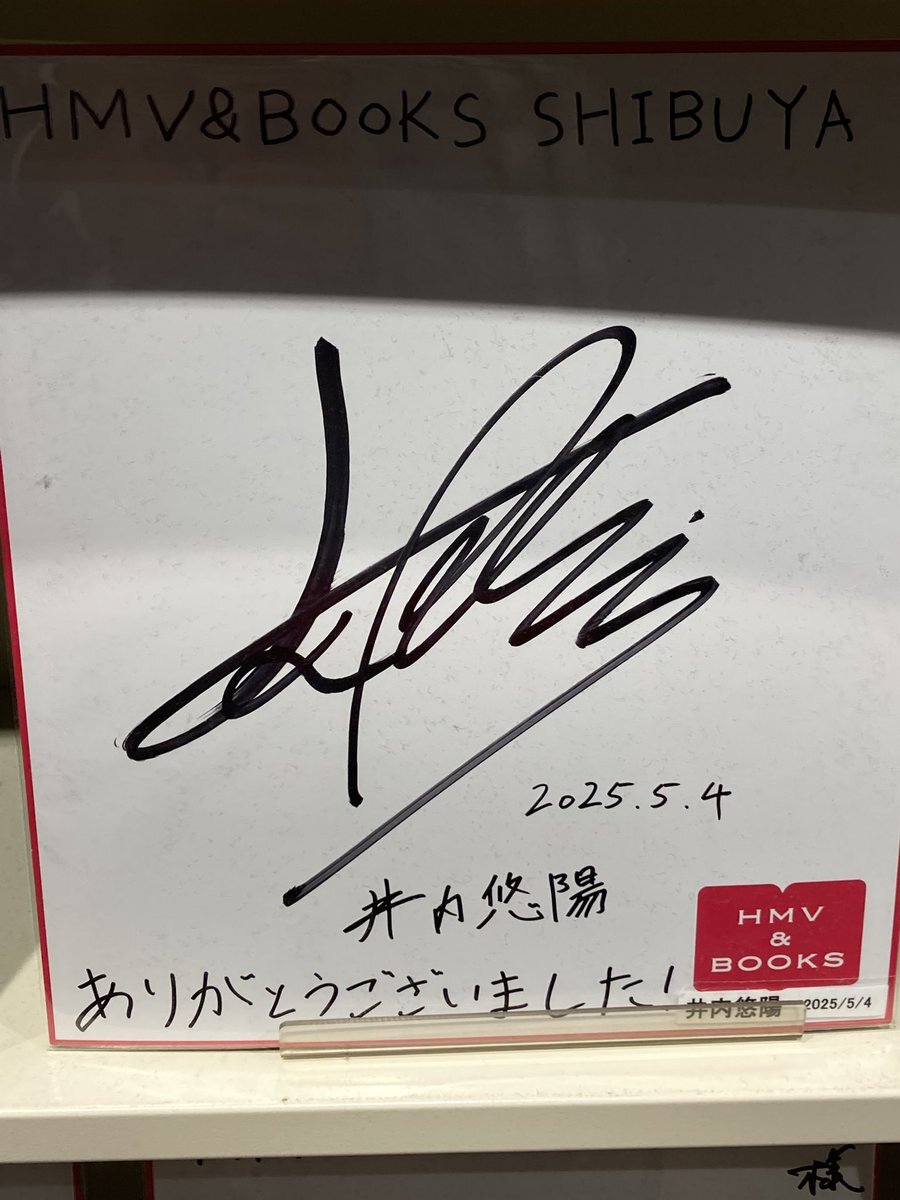 HMV&BOOKS SHIBUYA
2025.5.4
井内悠陽
ありがとうございました!
HMV
&
BOOKS
井内悠陽 2025/5/4
様